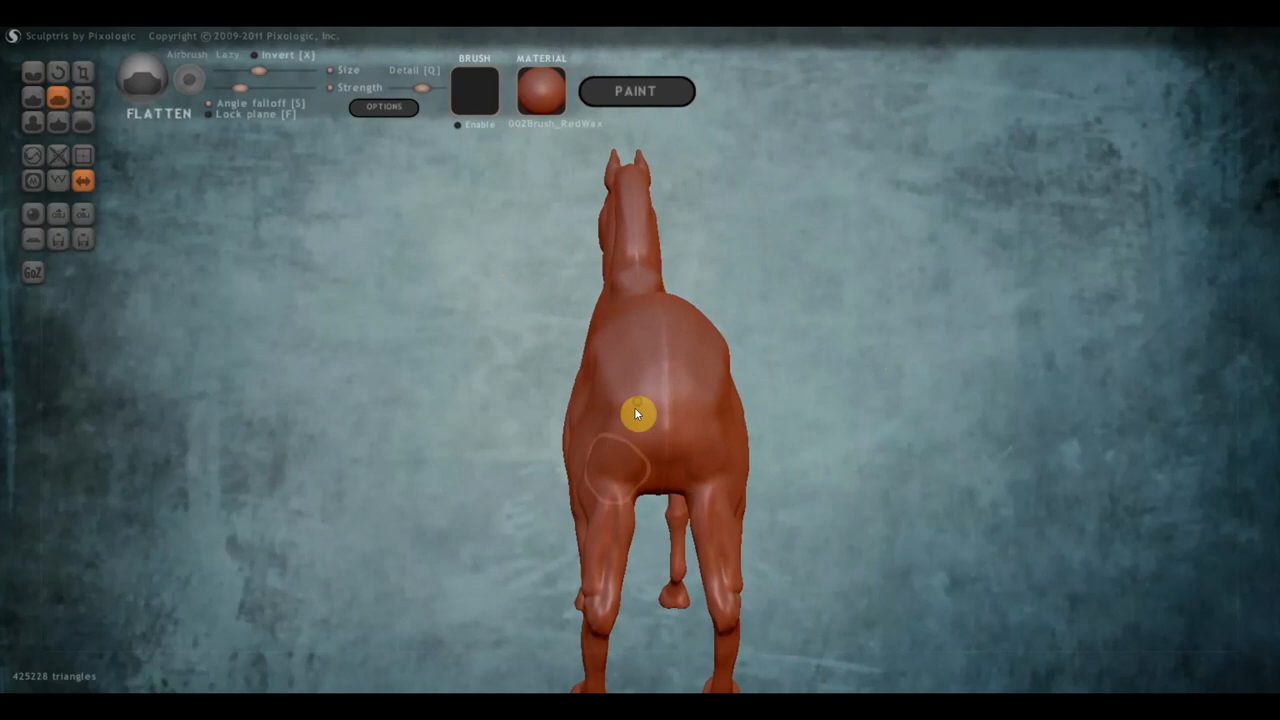 Sculptris by Pixologic Copyright ©2009-2011 Pixologic, Inc.
Airbrush Lazy Invert [X]
BRUSH MATERIAL
Size Detail [Q]
Strength
PAINT
Angle falloff [S]
OPTIONS
FLATTEN
Lock plane [F]
Enable 00ZBrush_RedWax
GoZ
425228 triangles